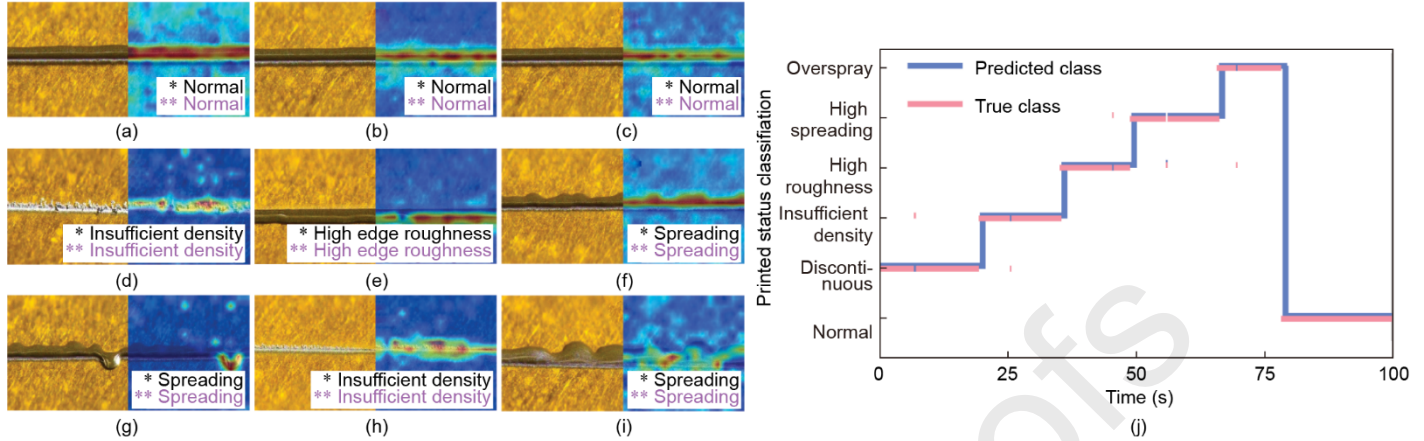 * Normal
** Normal
(a)
* Normal
** Normal
(b)
* Normal
** Normal
(c)
* Insufficient density
** Insufficient density
(d)
* High edge roughness
** High edge roughness
(e)
* Spreading
** Spreading
(f)
* Spreading
** Spreading
(g)
* Insufficient density
** Insufficient density
(h)
* Spreading
** Spreading
(i)
Printed status classifiation
Overspray
High
spreading
High
roughness
Insufficient
density
Disconti-
nuous
Normal
Predicted class
True class
0
25
50
75
100
Time (s)
(j)
ofs